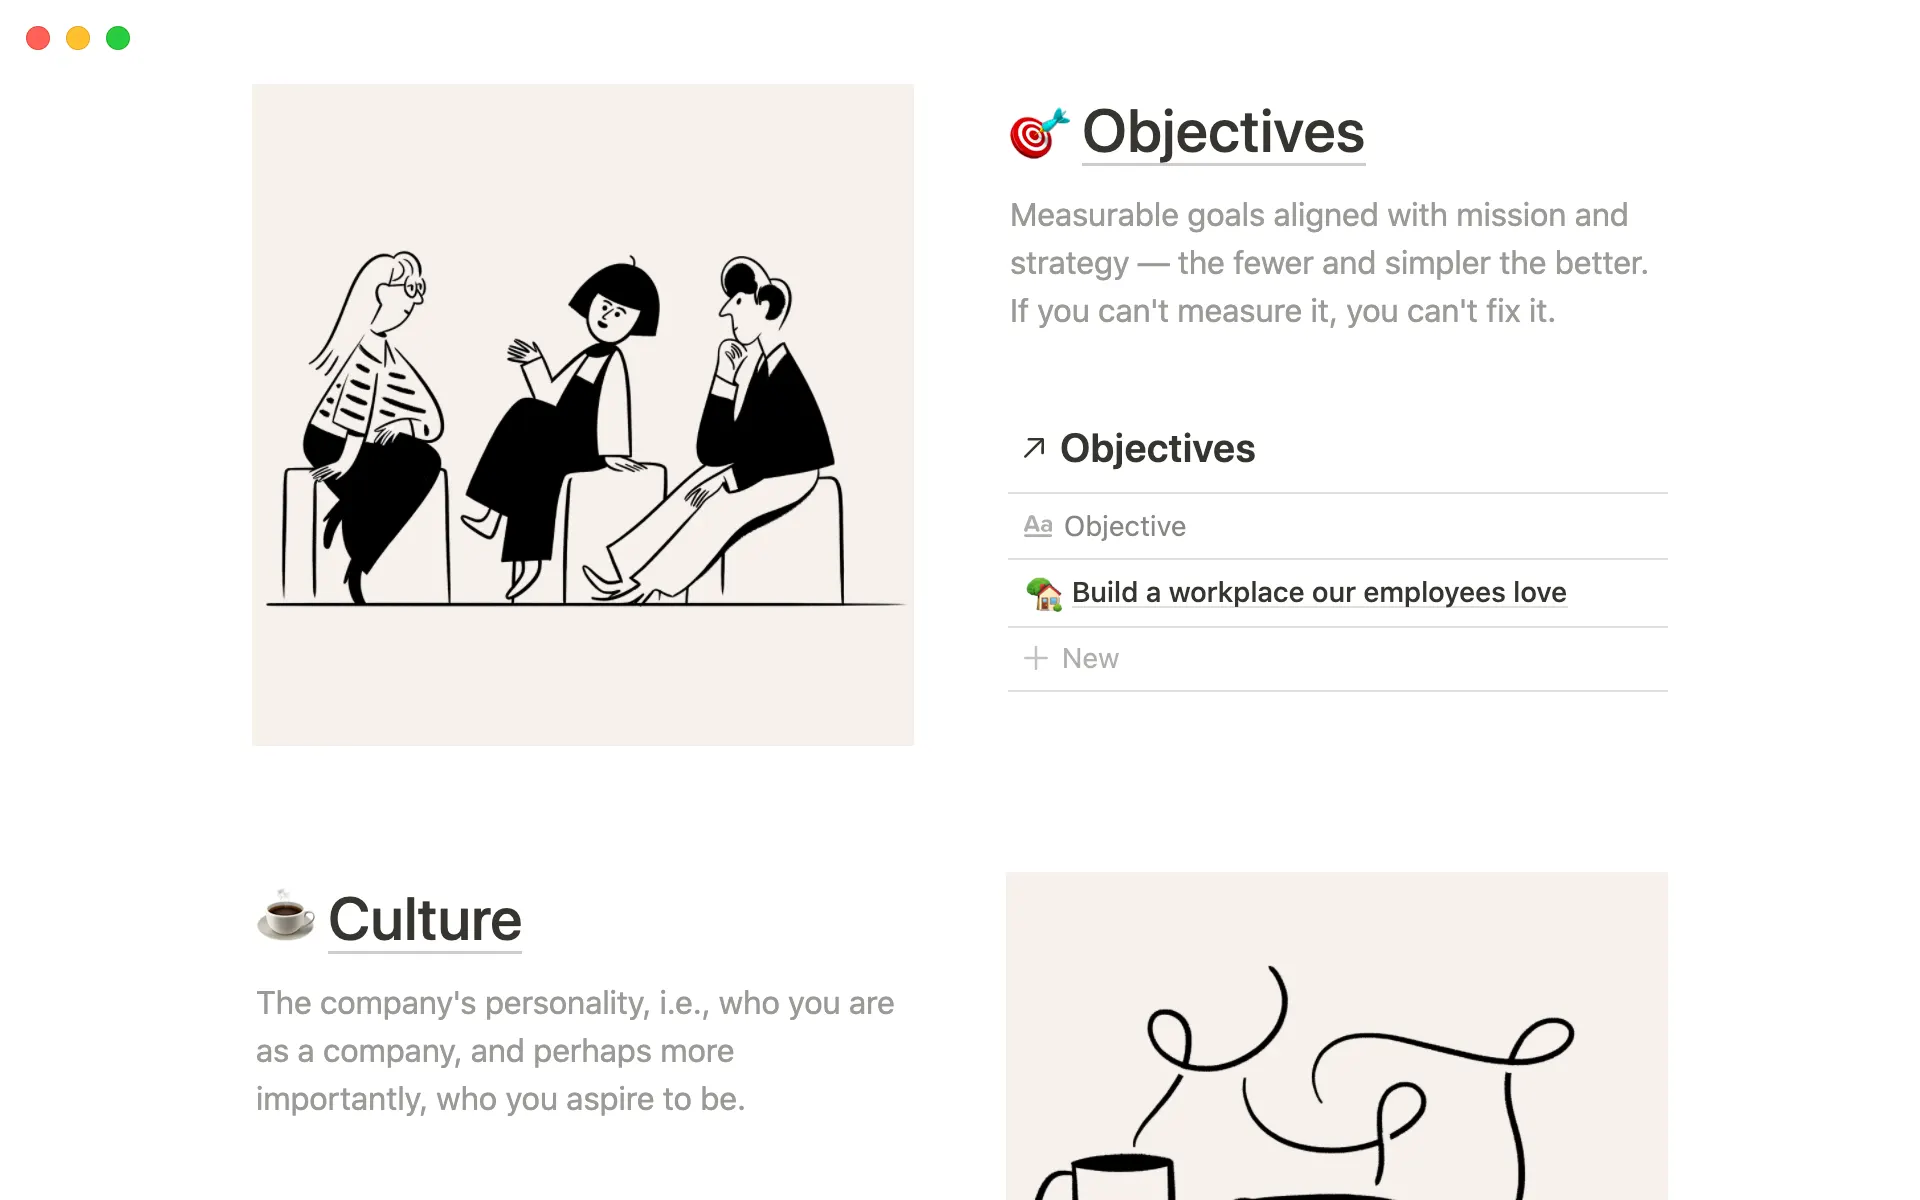 Objectives
Measurable goals aligned with mission and
strategy — the fewer and simpler the better.
If you can't measure it, you can't fix it.
Objectives
Aa Objective
Build a workplace our employees love
New
Culture
The company's personality, i.e., who you are
as a company, and perhaps more
importantly, who you aspire to be.